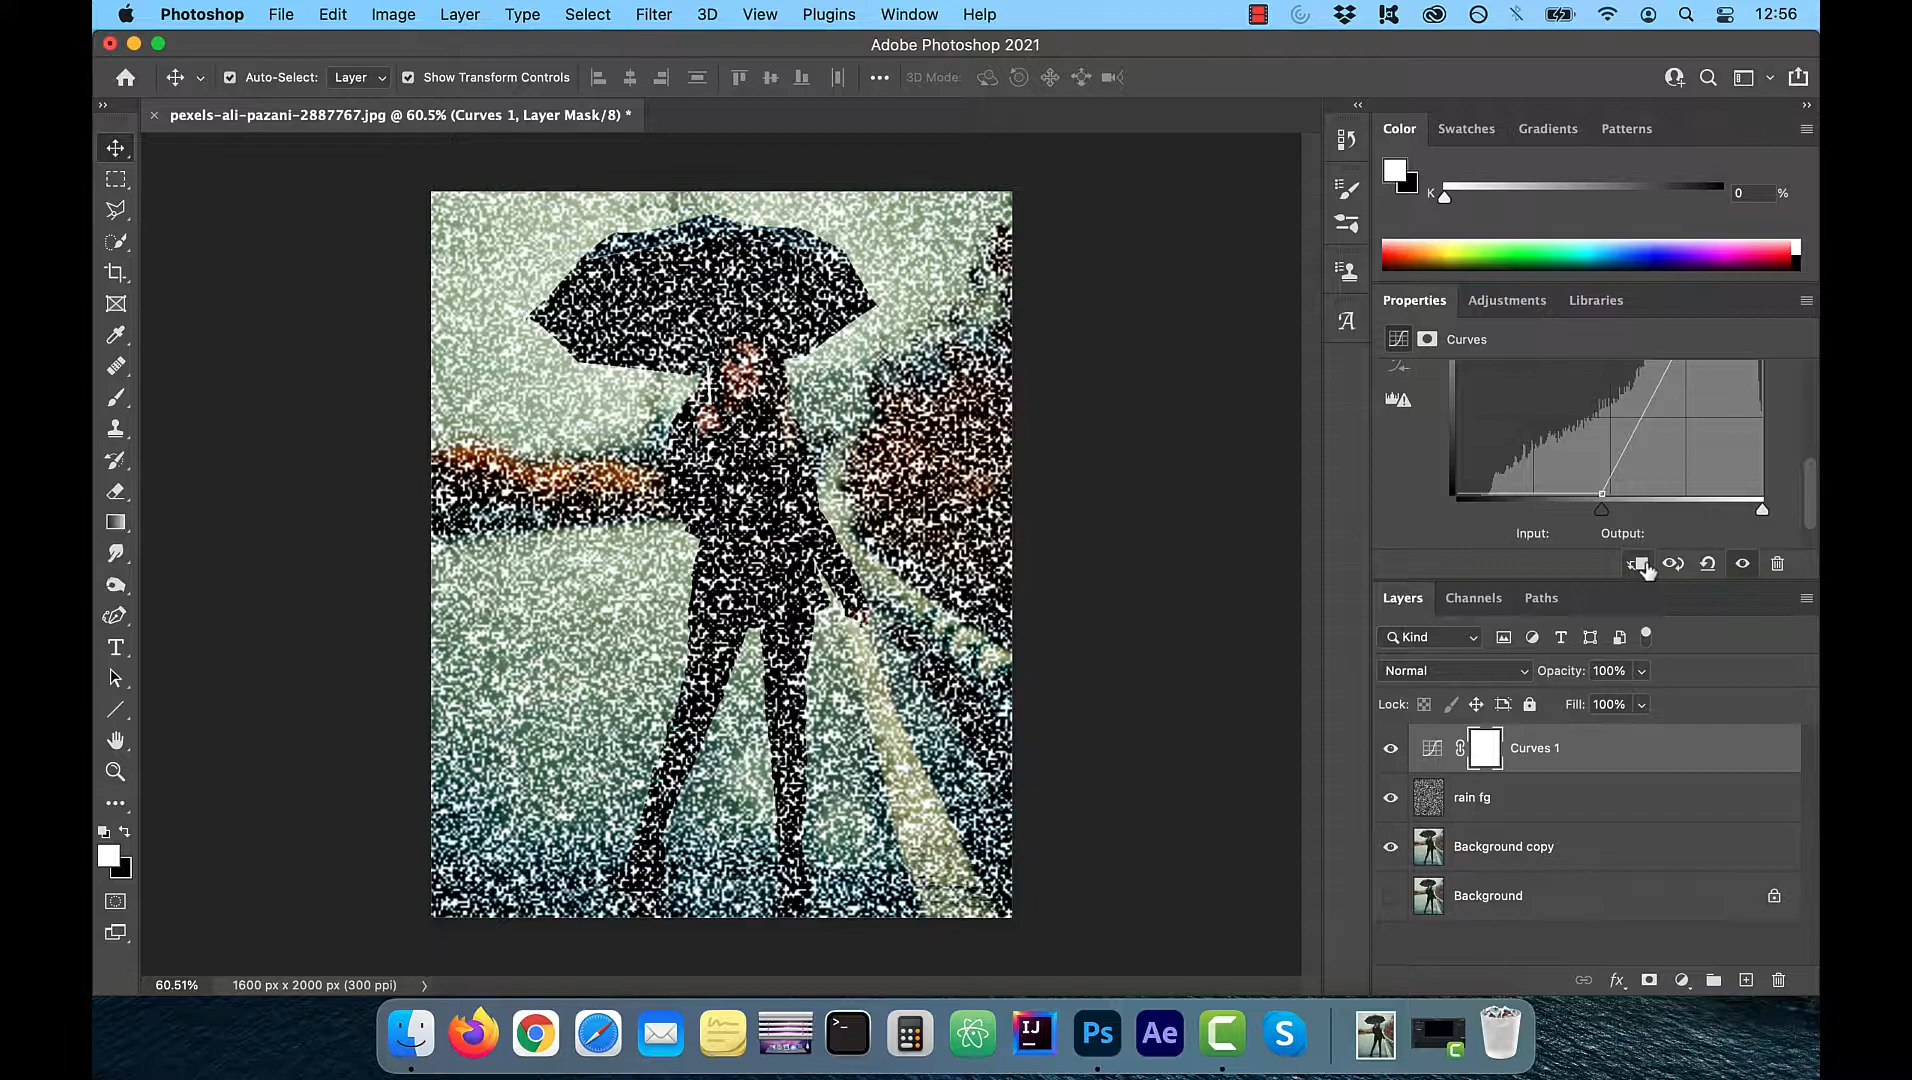 Photoshop File Edit Image Layer Type Select Filter 3D View Plugins Window Help 12:56
Adobe Photoshop 2021
Auto-Select: Layer Show Transform Controls 3D Mode:
pexels-ali-pazani-2887767.jpg @ 60.5% (Curves 1, Layer Mask/8) *
Color Swatches Gradients Patterns
K 0 %
Properties Adjustments Libraries
Curves
Input: Output:
Layers Channels Paths
Kind
Normal Opacity: 100%
Lock: Fill: 100%
Curves 1
rain fg
Background copy
Background
fx
60.51% 1600 px x 2000 px (300 ppi)
IJ Ps Ae C S